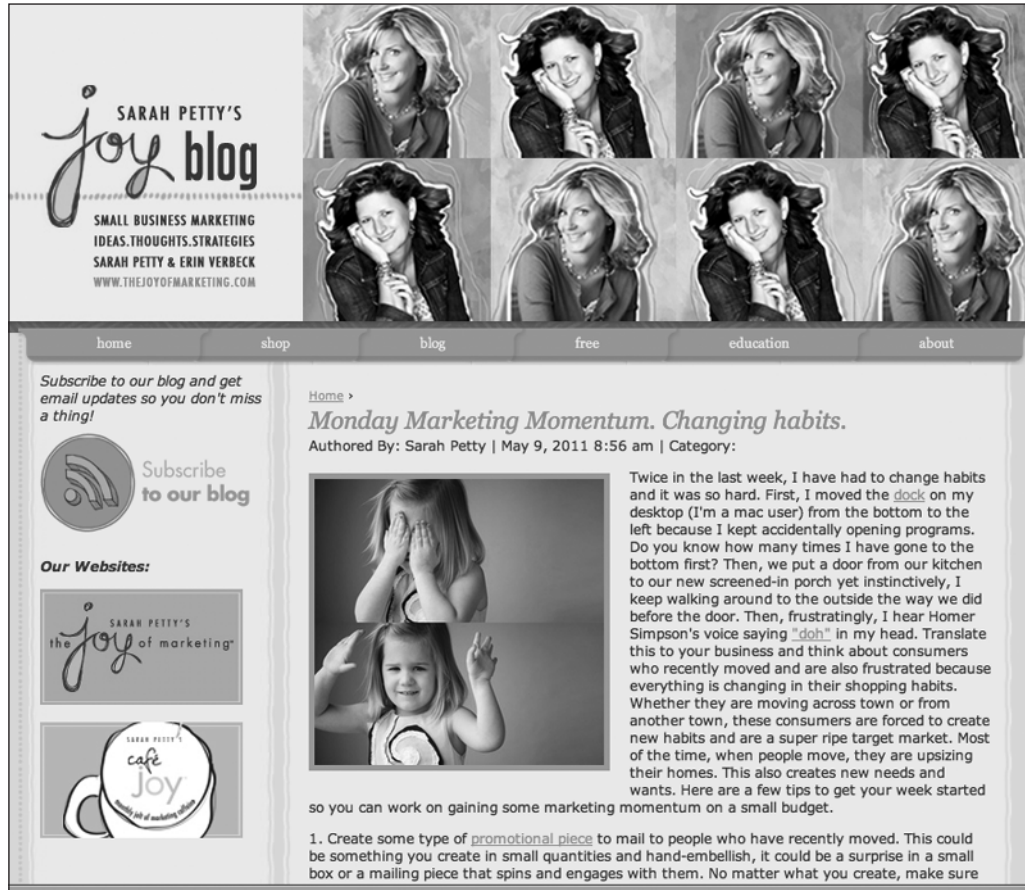 SARAH PETTY'S
joy blog
SMALL BUSINESS MARKETING
IDEAS.THOUGHTS.STRATEGIES
SARAH PETTY & ERIN VERBECK
WWW.THEJOYOFMARKETING.COM
home shop blog free education about
Subscribe to our blog and get
email updates so you don't miss
a thing!
Subscribe
to our blog
Our Websites:
SARAH PETTY'S
the joy of marketing
SARAH PETTY'S
café
joy
monthly jolt of marketing caffeine
Home ›
Monday Marketing Momentum. Changing habits.
Authored By: Sarah Petty | May 9, 2011 8:56 am | Category:
Twice in the last week, I have had to change habits
and it was so hard. First, I moved the dock on my
desktop (I'm a mac user) from the bottom to the
left because I kept accidentally opening programs.
Do you know how many times I have gone to the
bottom first? Then, we put a door from our kitchen
to our new screened-in porch yet instinctively, I
keep walking around to the outside the way we did
before the door. Then, frustratingly, I hear Homer
Simpson's voice saying "doh" in my head. Translate
this to your business and think about consumers
who recently moved and are also frustrated because
everything is changing in their shopping habits.
Whether they are moving across town or from
another town, these consumers are forced to create
new habits and are a super ripe target market. Most
of the time, when people move, they are upsizing
their homes. This also creates new needs and
wants. Here are a few tips to get your week started
so you can work on gaining some marketing momentum on a small budget.
1. Create some type of promotional piece to mail to people who have recently moved. This could
be something you create in small quantities and hand-embellish, it could be a surprise in a small
box or a mailing piece that spins and engages with them. No matter what you create, make sure